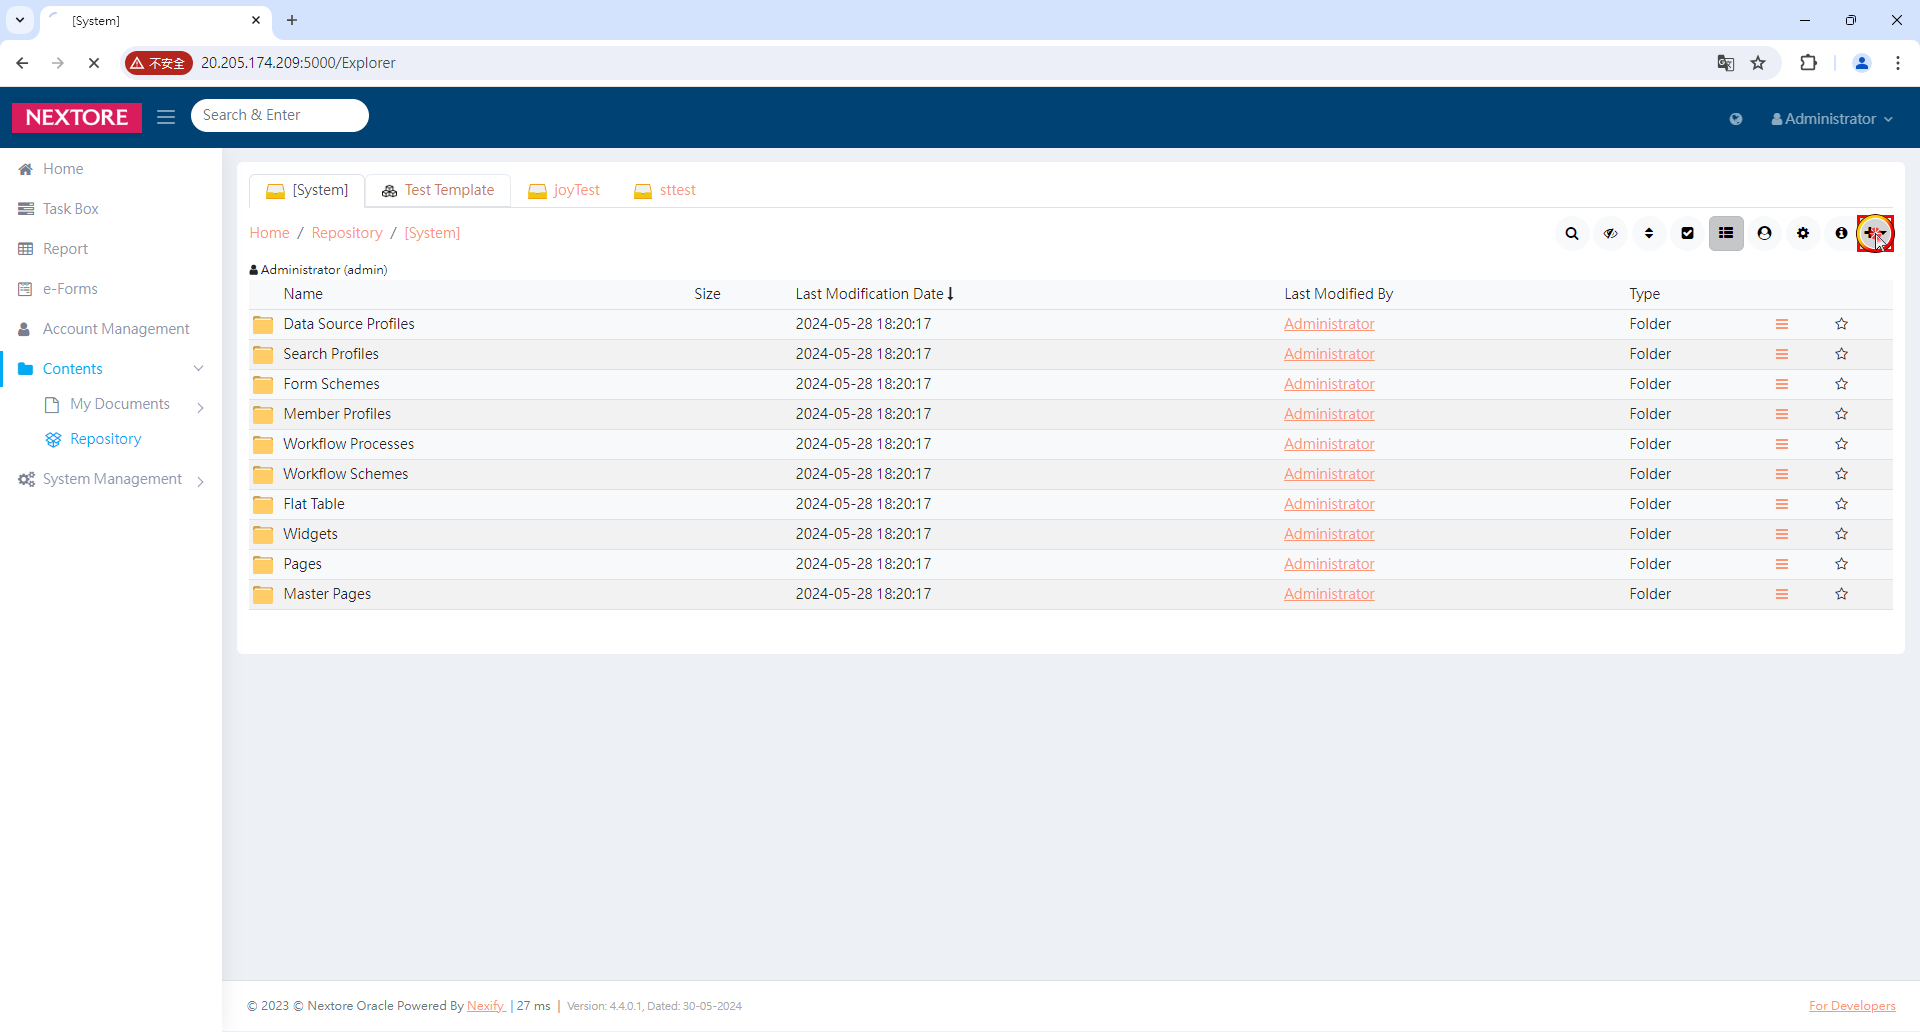 [System]
不安全
20.205.174.209:5000/Explorer
NEXTORE
Search & Enter
Administrator
Home
Task Box
Report
e-Forms
Account Management
Contents
My Documents
Repository
System Management
[System] Test Template joyTest sttest
Home / Repository / [System]
Administrator (admin)
Name Size Last Modification Date Last Modified By Type
Data Source Profiles 2024-05-28 18:20:17 Administrator Folder
Search Profiles 2024-05-28 18:20:17 Administrator Folder
Form Schemes 2024-05-28 18:20:17 Administrator Folder
Member Profiles 2024-05-28 18:20:17 Administrator Folder
Workflow Processes 2024-05-28 18:20:17 Administrator Folder
Workflow Schemes 2024-05-28 18:20:17 Administrator Folder
Flat Table 2024-05-28 18:20:17 Administrator Folder
Widgets 2024-05-28 18:20:17 Administrator Folder
Pages 2024-05-28 18:20:17 Administrator Folder
Master Pages 2024-05-28 18:20:17 Administrator Folder
© 2023 © Nextore Oracle Powered By Nexify | 27 ms | Version: 4.4.0.1, Dated: 30-05-2024
For Developers